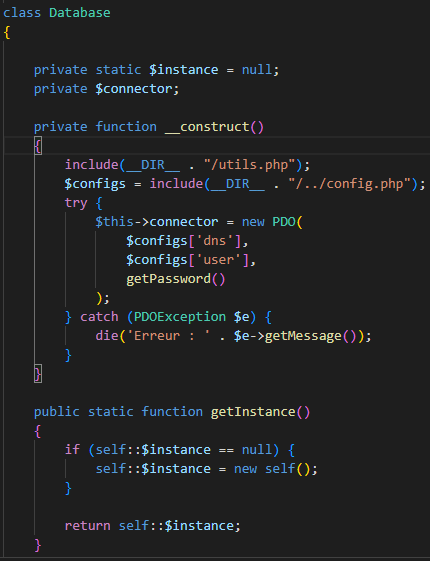 class Database
{
    private static $instance = null;
    private $connector;
    private function __construct()
    {
        include(__DIR__ . "/utils.php");
        $configs = include(__DIR__ . "/../config.php");
        try {
            $this->connector = new PDO(
                $configs['dns'],
                $configs['user'],
                getPassword()
            );
        } catch (PDOException $e) {
            die('Erreur : ' . $e->getMessage());
        }
    }
    public static function getInstance()
    {
        if (self::$instance == null) {
            self::$instance = new self();
        }
        return self::$instance;
    }